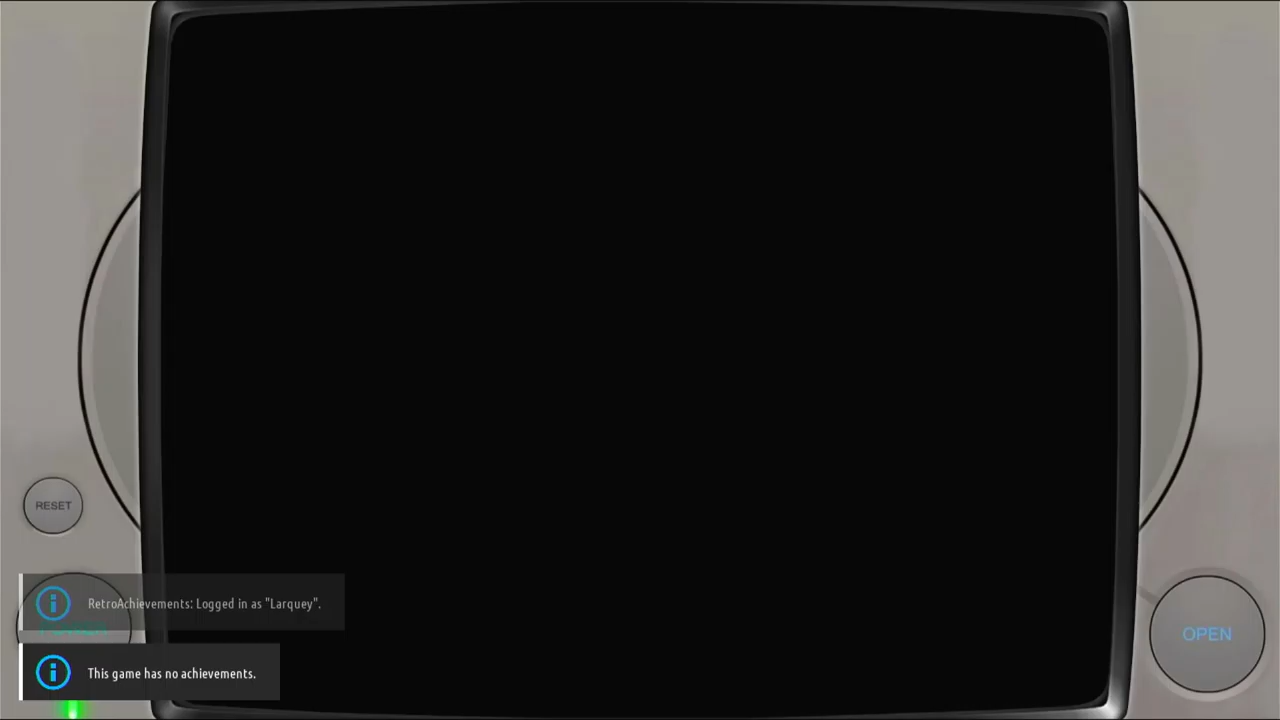 RESET
RetroAchievements: Logged in as "Larquey".
OPEN
This game has no achievements.